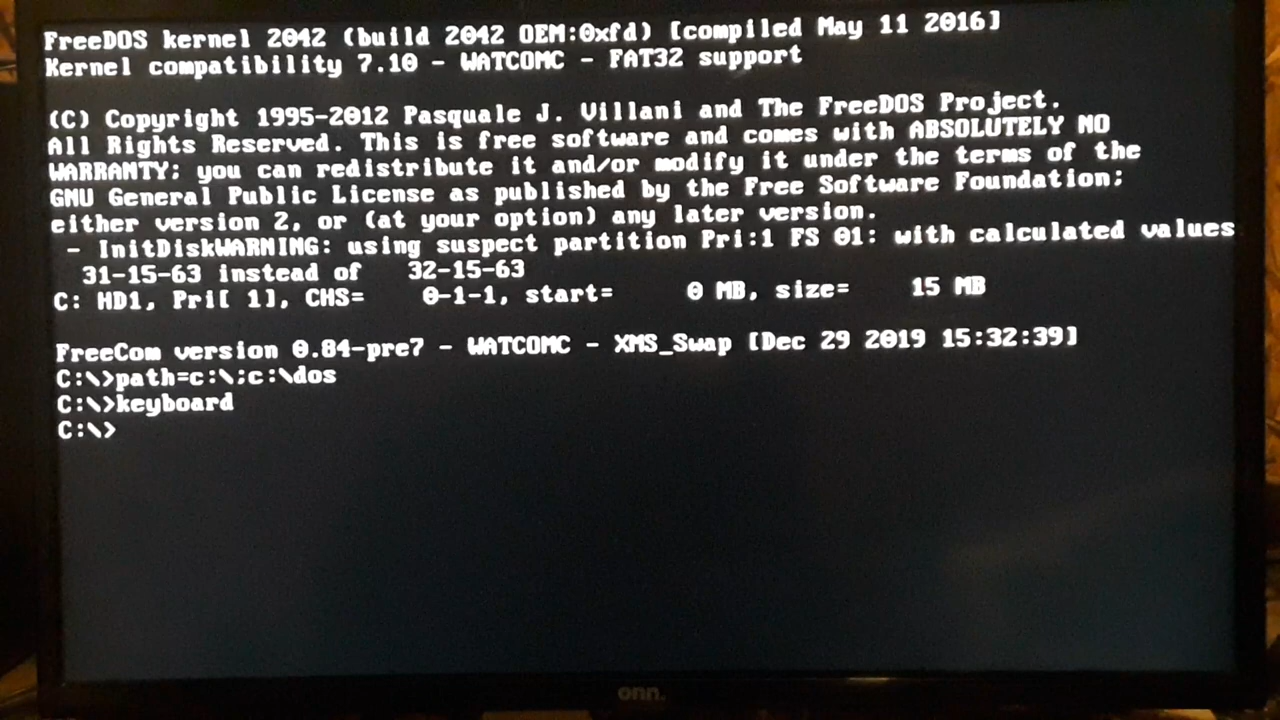 FreeDOS kernel 2042 (build 2042 OEM:0xfd) [compiled May 11 2016]
Kernel compatibility 7.10 - WATCOMC - FAT32 support
(C) Copyright 1995-2012 Pasquale J. Villani and The FreeDOS Project.
All Rights Reserved. This is free software and comes with ABSOLUTELY NO
WARRANTY; you can redistribute it and/or modify it under the terms of the
GNU General Public License as published by the Free Software Foundation;
either version 2, or (at your option) any later version.
- InitDiskWARNING: using suspect partition Pri:1 FS 01: with calculated values
31-15-63 instead of 32-15-63
C: HD1, Pri[ 1], CHS= 0-1-1, start= 0 MB, size= 15 MB
FreeCom version 0.84-pre7 - WATCOMC - XMS_Swap [Dec 29 2019 15:32:39]
C:\>path=c:\;c:\dos
C:\>keyboard
C:\>
onn.